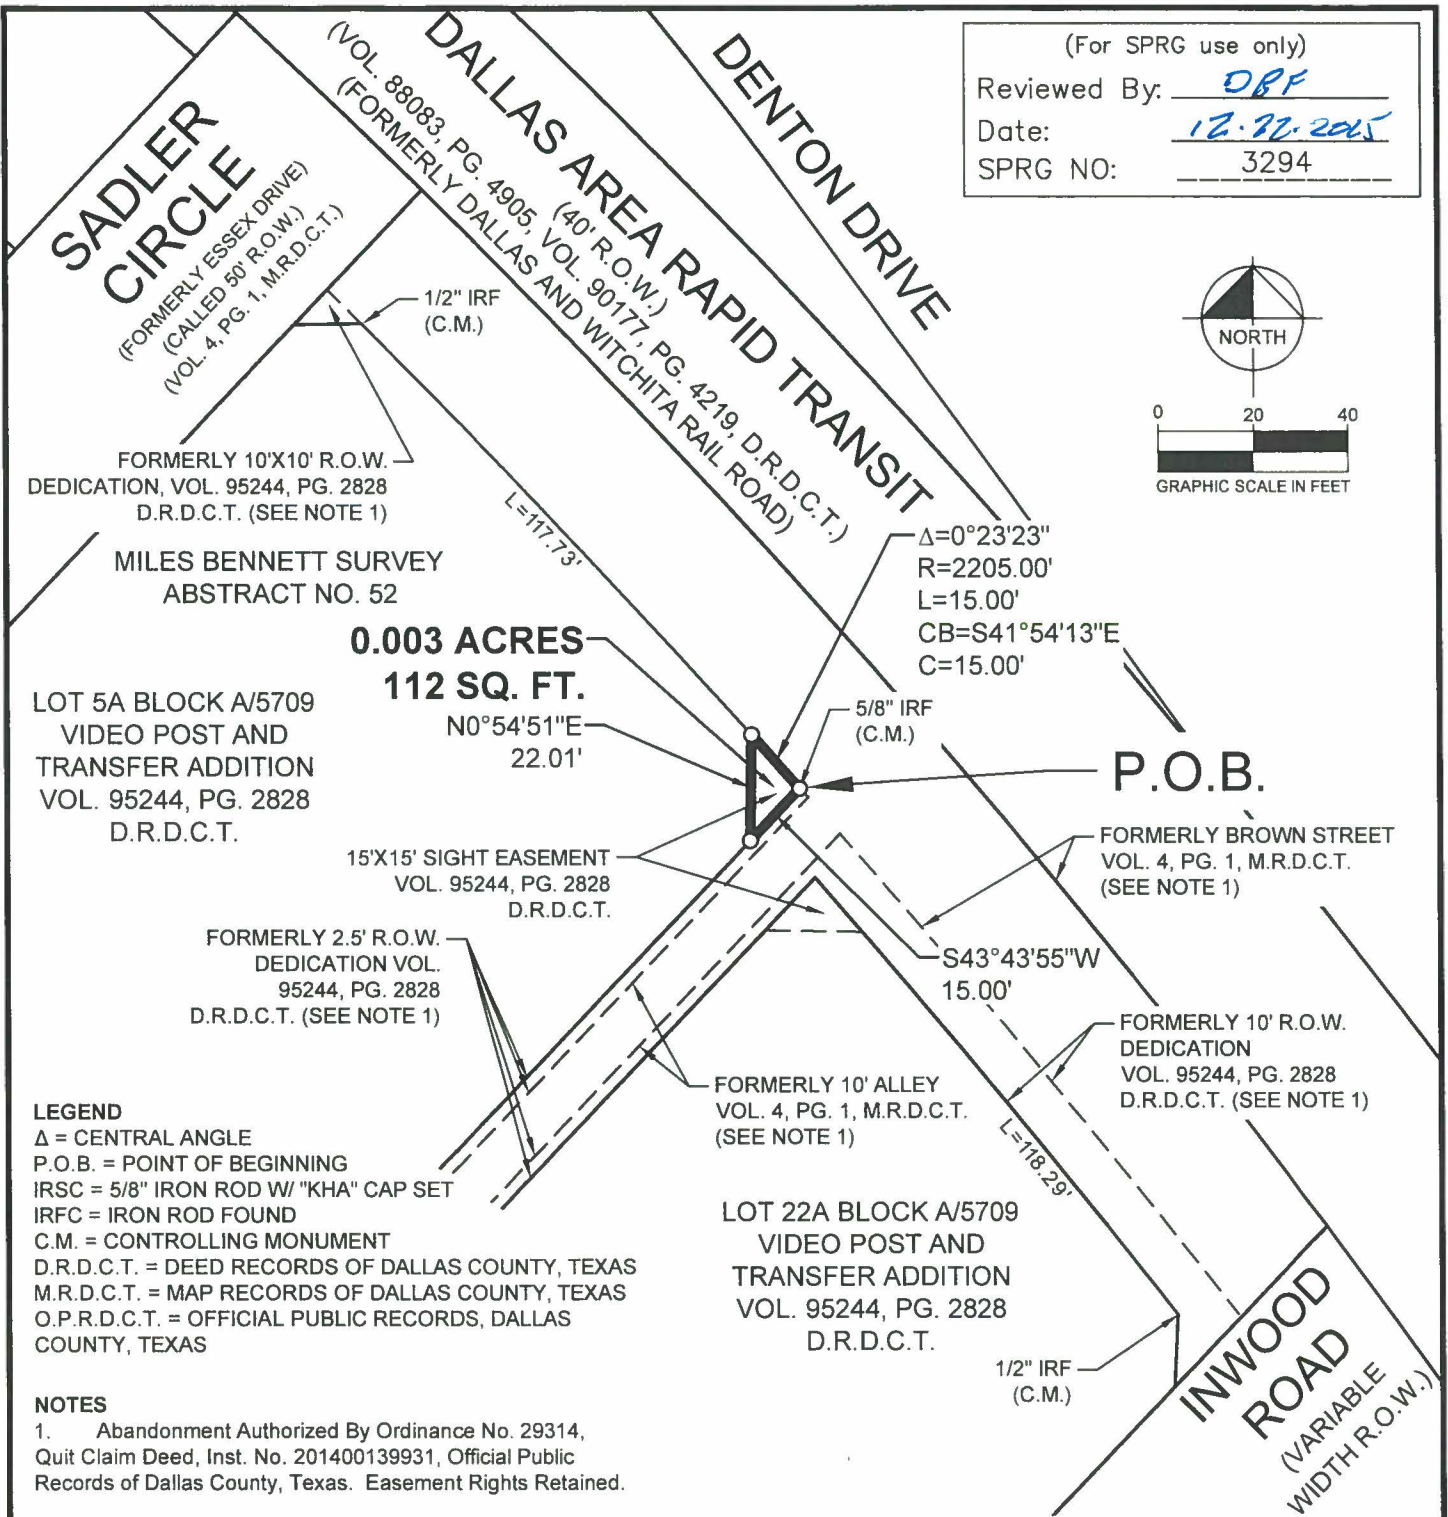 (For SPRG use only)
Reviewed By: DBF
Date: 12.22.2015
SPRG NO: 3294
DENTON DRIVE
DALLAS AREA RAPID TRANSIT
(40' R.O.W.)
(VOL. 88083, PG. 4905, VOL. 90177, PG. 4219, D.R.D.C.T.)
(FORMERLY DALLAS AND WITCHITA RAIL ROAD)
SADLER
CIRCLE
(FORMERLY ESSEX DRIVE)
(CALLED 50' R.O.W.)
(VOL. 4, PG. 1, M.R.D.C.T.)
1/2" IRF
(C.M.)
NORTH
0 20 40
GRAPHIC SCALE IN FEET
FORMERLY 10'X10' R.O.W.
DEDICATION, VOL. 95244, PG. 2828
D.R.D.C.T. (SEE NOTE 1)
L=117.73'
MILES BENNETT SURVEY
ABSTRACT NO. 52
Δ=0°23'23"
R=2205.00'
L=15.00'
CB=S41°54'13"E
C=15.00'
0.003 ACRES
112 SQ. FT.
N0°54'51"E
22.01'
LOT 5A BLOCK A/5709
VIDEO POST AND
TRANSFER ADDITION
VOL. 95244, PG. 2828
D.R.D.C.T.
5/8" IRF
(C.M.)
P.O.B.
15'X15' SIGHT EASEMENT
VOL. 95244, PG. 2828
D.R.D.C.T.
FORMERLY BROWN STREET
VOL. 4, PG. 1, M.R.D.C.T.
(SEE NOTE 1)
FORMERLY 2.5' R.O.W.
DEDICATION VOL.
95244, PG. 2828
D.R.D.C.T. (SEE NOTE 1)
S43°43'55"W
15.00'
FORMERLY 10' R.O.W.
DEDICATION
VOL. 95244, PG. 2828
D.R.D.C.T. (SEE NOTE 1)
FORMERLY 10' ALLEY
VOL. 4, PG. 1, M.R.D.C.T.
(SEE NOTE 1)
L=118.29'
LOT 22A BLOCK A/5709
VIDEO POST AND
TRANSFER ADDITION
VOL. 95244, PG. 2828
D.R.D.C.T.
1/2" IRF
(C.M.)
INWOOD
ROAD
(VARIABLE
WIDTH R.O.W.)
LEGEND
Δ = CENTRAL ANGLE
P.O.B. = POINT OF BEGINNING
IRSC = 5/8" IRON ROD W/ "KHA" CAP SET
IRFC = IRON ROD FOUND
C.M. = CONTROLLING MONUMENT
D.R.D.C.T. = DEED RECORDS OF DALLAS COUNTY, TEXAS
M.R.D.C.T. = MAP RECORDS OF DALLAS COUNTY, TEXAS
O.P.R.D.C.T. = OFFICIAL PUBLIC RECORDS, DALLAS
COUNTY, TEXAS
NOTES
1. Abandonment Authorized By Ordinance No. 29314,
Quit Claim Deed, Inst. No. 201400139931, Official Public
Records of Dallas County, Texas. Easement Rights Retained.